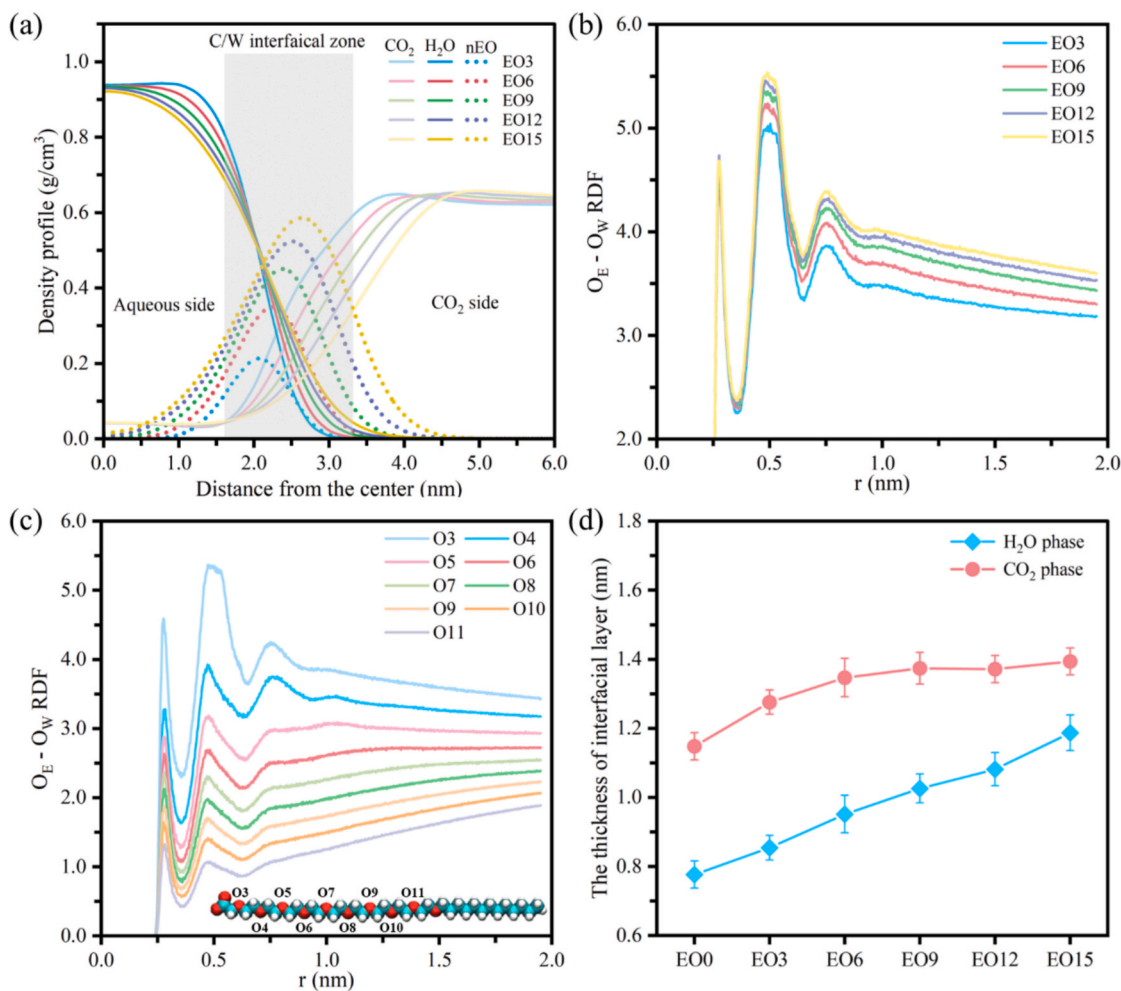 (a)
C/W interfaical zone
CO₂ H₂O nEO
EO3
EO6
EO9
EO12
EO15
Aqueous side
CO₂ side
Density profile (g/cm³)
1.0
0.8
0.6
0.4
0.2
0.0
0.0 1.0 2.0 3.0 4.0 5.0 6.0
Distance from the center (nm)
(b)
EO3
EO6
EO9
EO12
EO15
O_E - O_W RDF
6.0
5.0
4.0
3.0
2.0
0.0 0.5 1.0 1.5 2.0
r (nm)
(c)
O3 O4
O5 O6
O7 O8
O9 O10
O11
O_E - O_W RDF
6.0
5.0
4.0
3.0
2.0
1.0
0.0
O3 O5 O7 O9 O11
O4 O6 O8 O10
0.0 0.5 1.0 1.5 2.0
r (nm)
(d)
H₂O phase
CO₂ phase
The thickness of interfacial layer (nm)
1.8
1.6
1.4
1.2
1.0
0.8
0.6
EO0 EO3 EO6 EO9 EO12 EO15